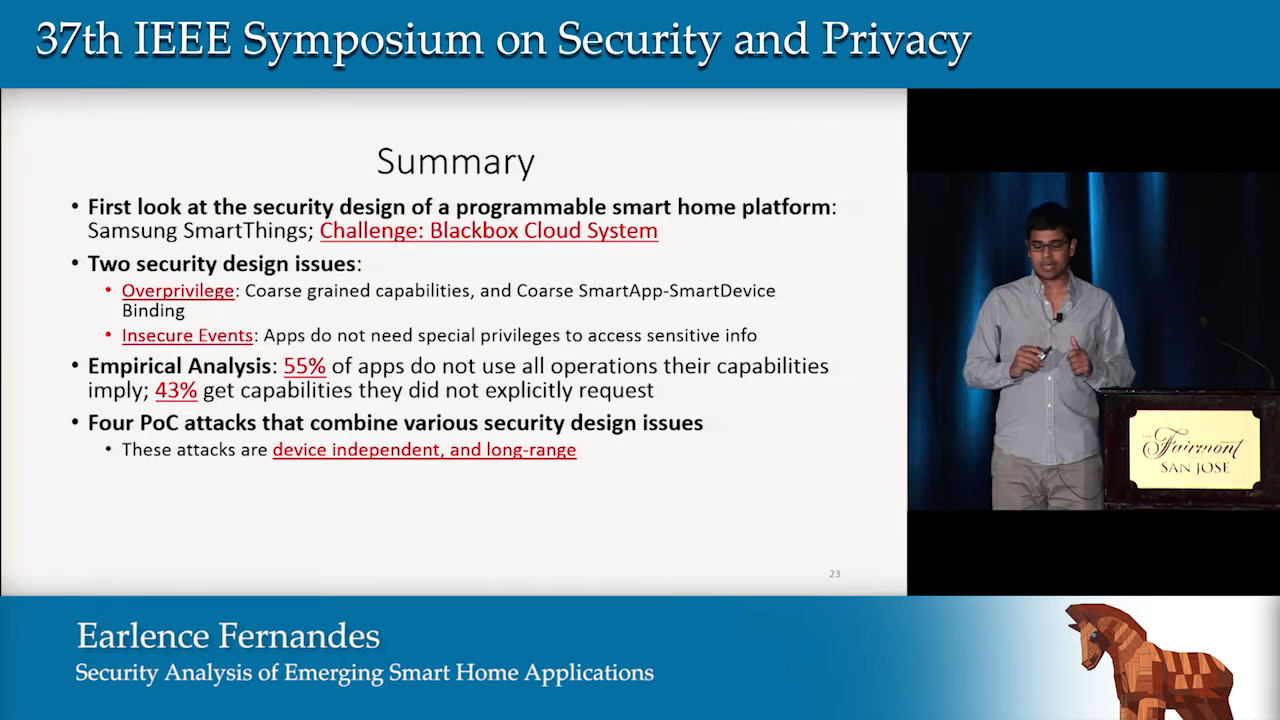 37th IEEE Symposium on Security and Privacy
Summary
• First look at the security design of a programmable smart home platform:
Samsung SmartThings; Challenge: Blackbox Cloud System
• Two security design issues:
• Overprivilege: Coarse grained capabilities, and Coarse SmartApp-SmartDevice
Binding
• Insecure Events: Apps do not need special privileges to access sensitive info
• Empirical Analysis: 55% of apps do not use all operations their capabilities
imply; 43% get capabilities they did not explicitly request
• Four PoC attacks that combine various security design issues
• These attacks are device independent, and long-range
23
THE
Fairmont
SAN JOSE
Earlence Fernandes
Security Analysis of Emerging Smart Home Applications